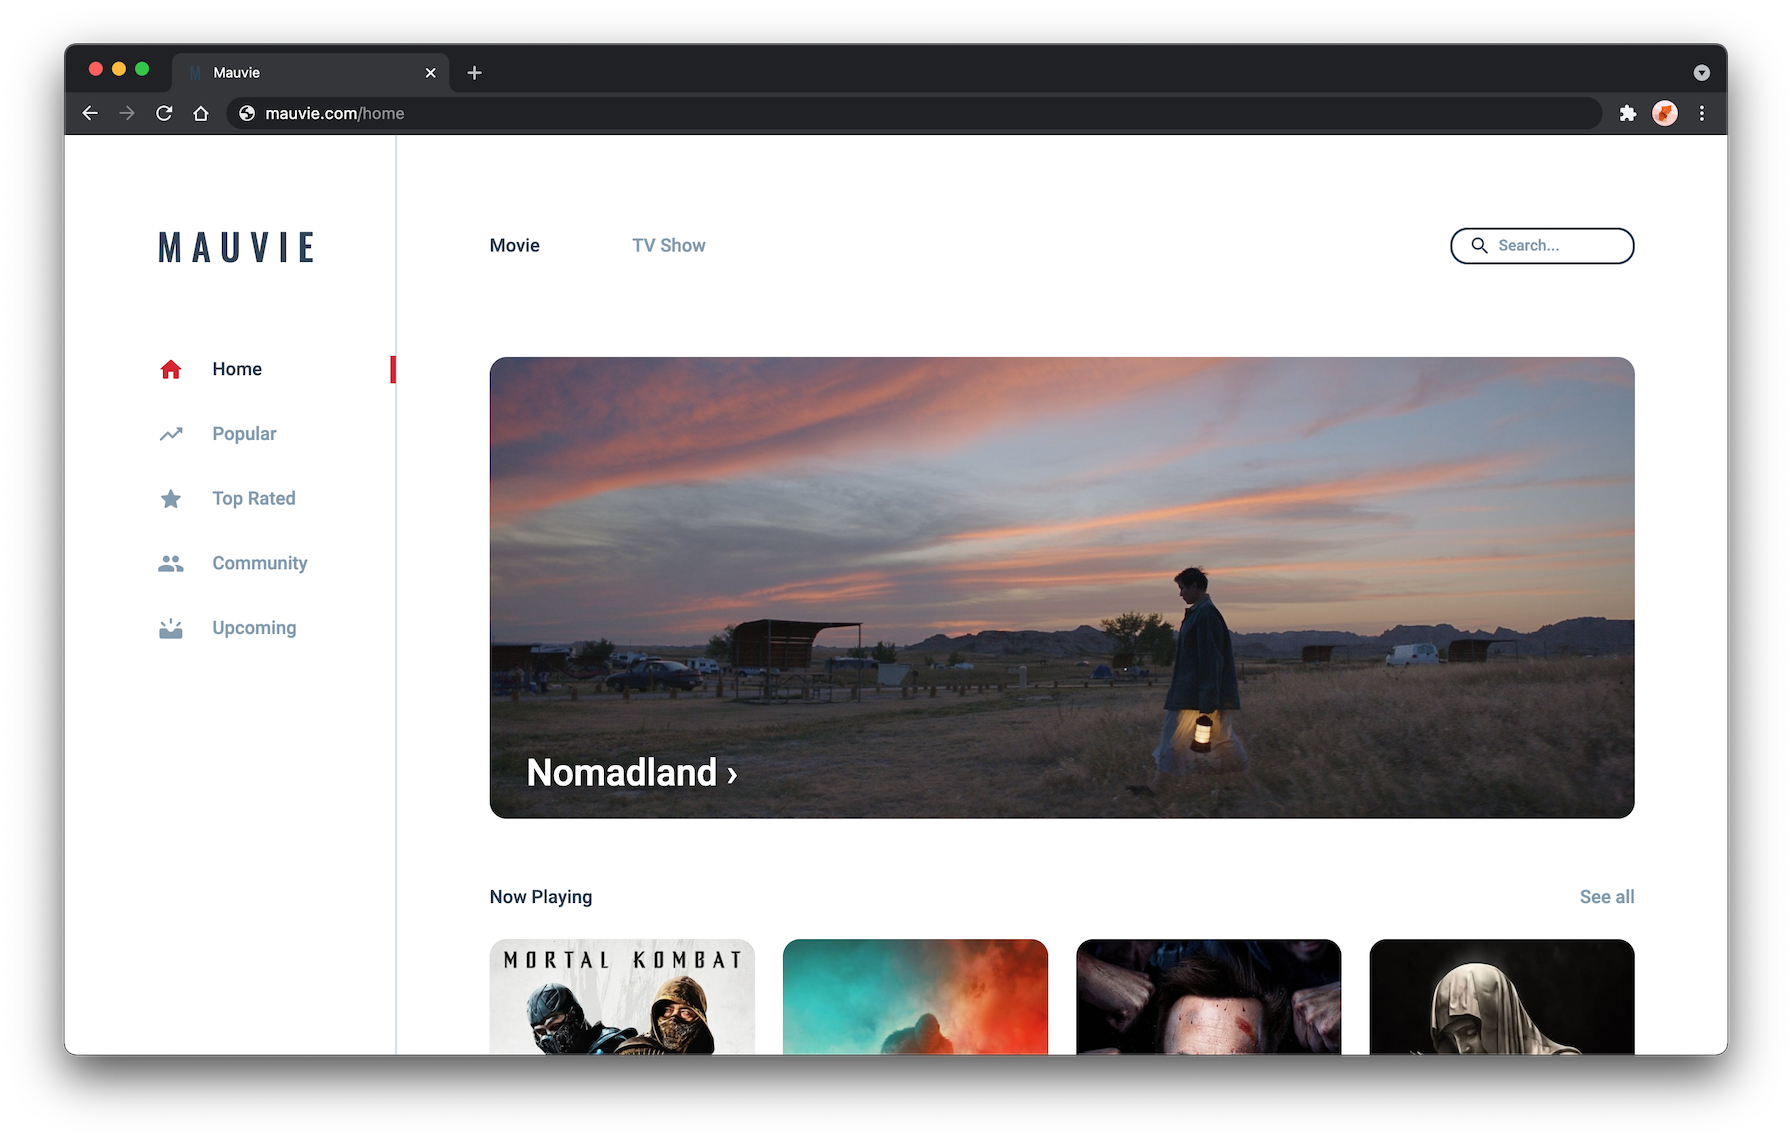 Mauvie
mauvie.com/home
MAUVIE
Movie
TV Show
Search...
Home
Popular
Top Rated
Community
Upcoming
Nomadland ›
Now Playing
See all
MORTAL KOMBAT